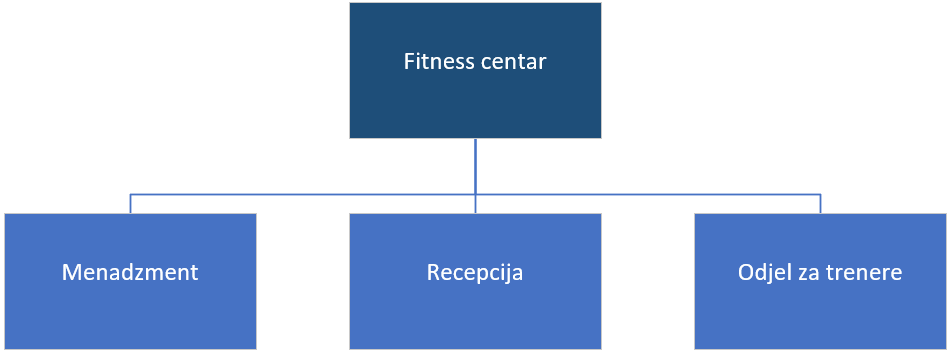 Fitness centar
Menadzment
Recepcija
Odjel za trenere